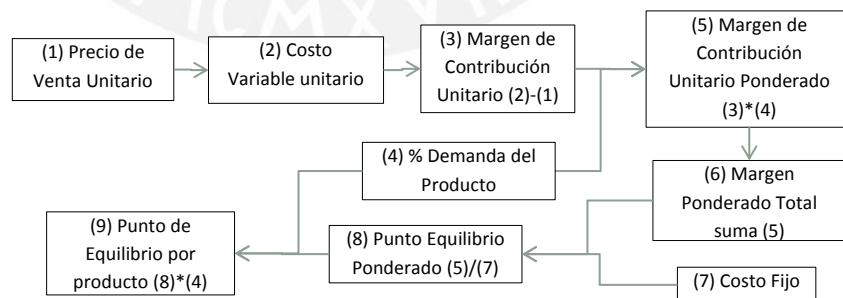 (1) Precio de
Venta Unitario
(2) Costo
Variable unitario
(3) Margen de
Contribución
Unitario (2)-(1)
(5) Margen de
Contribución
Unitario Ponderado
(3)*(4)
(4) % Demanda del
Producto
(6) Margen
Ponderado Total
suma (5)
(9) Punto de
Equilibrio por
producto (8)*(4)
(8) Punto Equilibrio
Ponderado (5)/(7)
(7) Costo Fijo